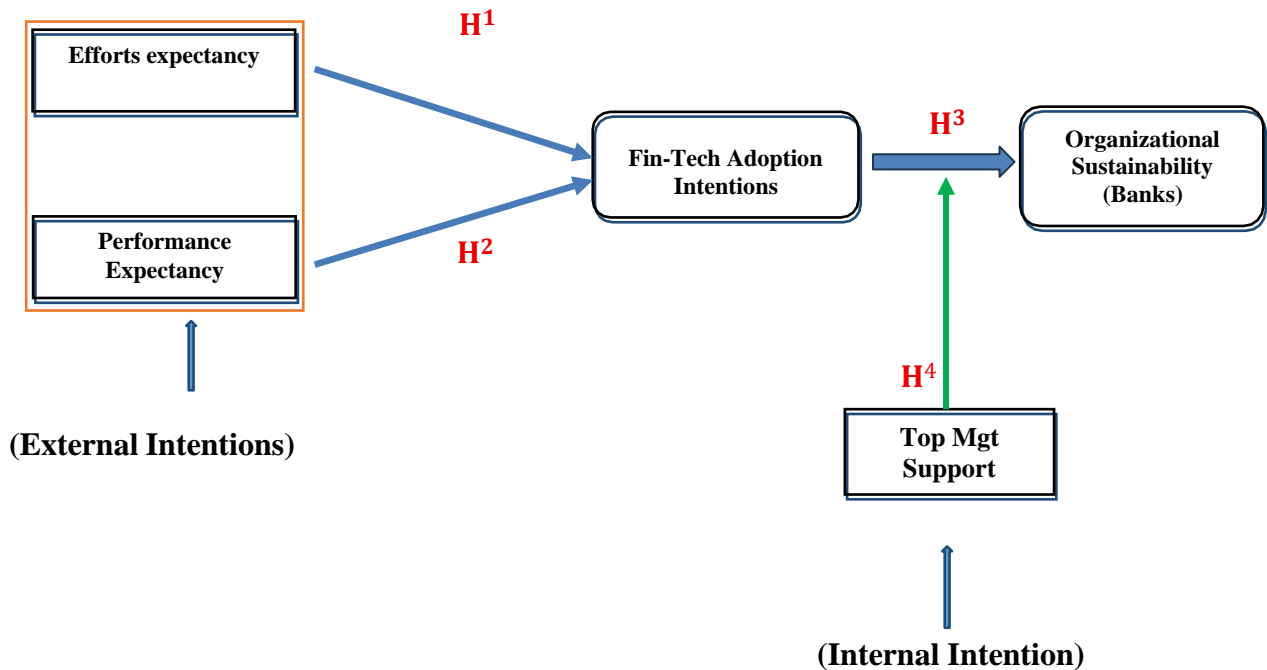 H¹
Efforts expectancy
H³
Fin-Tech Adoption
Intentions
Organizational
Sustainability
(Banks)
Performance
Expectancy
H²
H⁴
(External Intentions)
Top Mgt
Support
(Internal Intention)